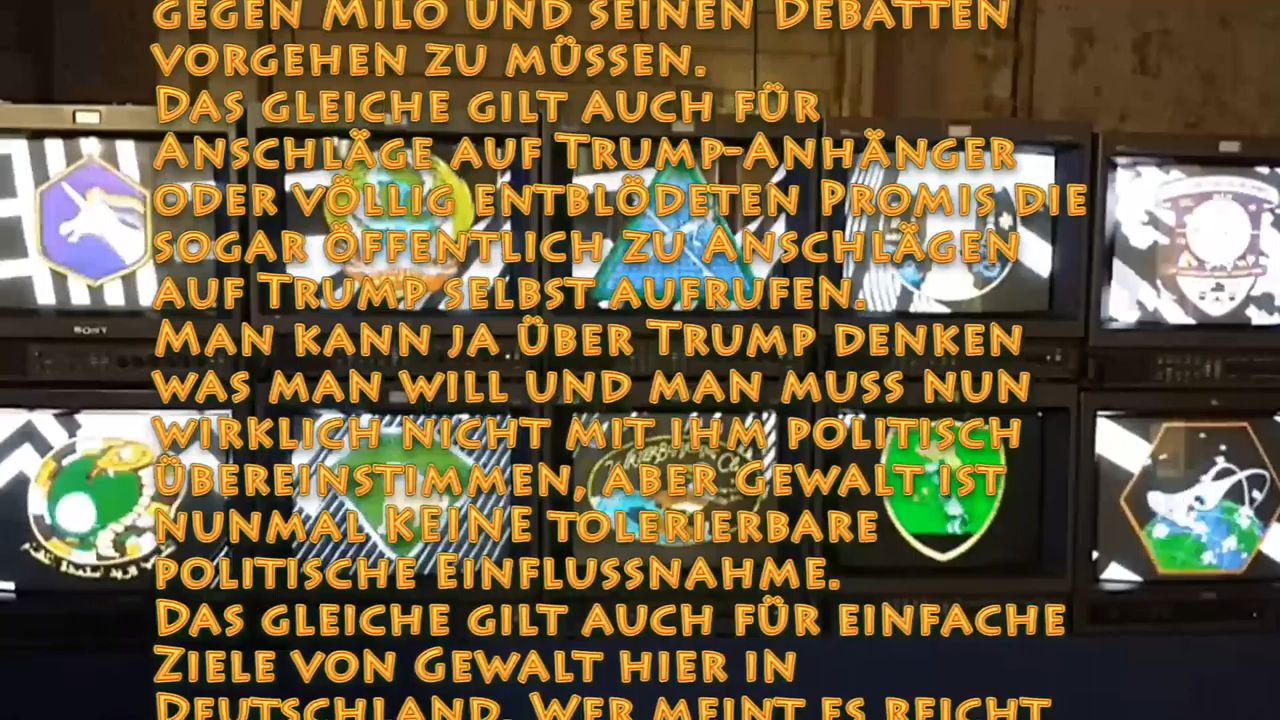 GEGEN MILO UND SEINEN DEBATTEN
VORGEHEN ZU MÜSSEN.
DAS GLEICHE GILT AUCH FÜR
ANSCHLÄGE AUF TRUMP-ANHÄNGER
ODER VÖLLIG ENTBLÖDETEN PROMIS DIE
SOGAR ÖFFENTLICH ZU ANSCHLÄGEN
AUF TRUMP SELBST AUFRUFEN.
MAN KANN JA ÜBER TRUMP DENKEN
WAS MAN WILL UND MAN MUSS NUN
WIRKLICH NICHT MIT IHM POLITISCH
ÜBEREINSTIMMEN, ABER GEWALT IST
NUNMAL KEINE TOLERIERBARE
POLITISCHE EINFLUSSNAHME.
DAS GLEICHE GILT AUCH FÜR EINFACHE
ZIELE VON GEWALT HIER IN
DEUTSCHLAND. WER MEINT ES REICHT
SONY